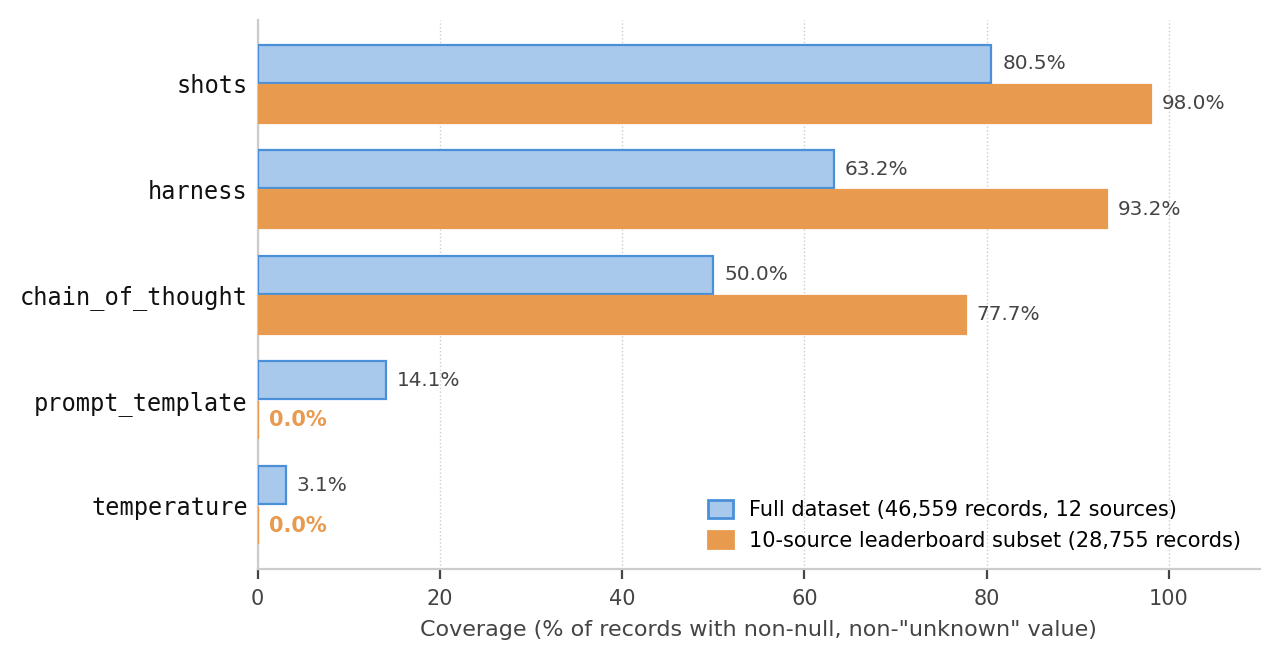 shots
80.5%
98.0%
harness
63.2%
93.2%
chain_of_thought
50.0%
77.7%
prompt_template
14.1%
0.0%
temperature
3.1%
0.0%
Full dataset (46,559 records, 12 sources)
10-source leaderboard subset (28,755 records)
0 20 40 60 80 100
Coverage (% of records with non-null, non-"unknown" value)